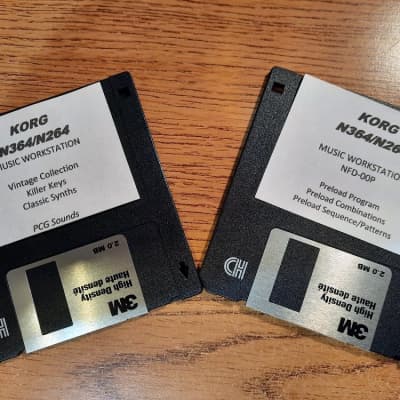 KORG
N364/N264
MUSIC WORKSTATION
Vintage Collection
Killer Keys
Classic Synths
PCG Sounds
2.0 MB
3M
High Density
Haute densité
KORG
N364/N26
MUSIC WORKSTATION
NFD-00P
Preload Program
Preload Combinations
Preload Sequence/Patterns
2.0 MB
3M
High Density
Haute densité